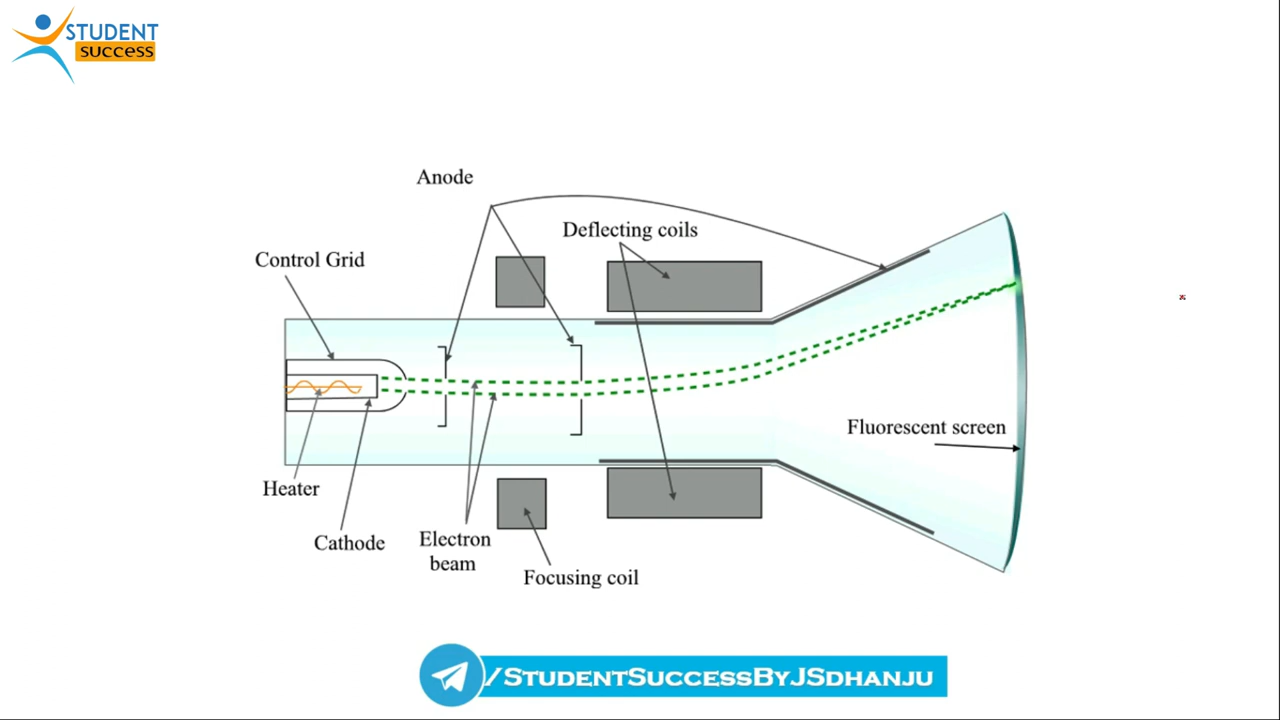 STUDENT
SUCCESS
Anode
Deflecting coils
Control Grid
Fluorescent screen
Heater
Cathode
Electron
beam
Focusing coil
/STUDENTSUCCESSBYJSDHANJU